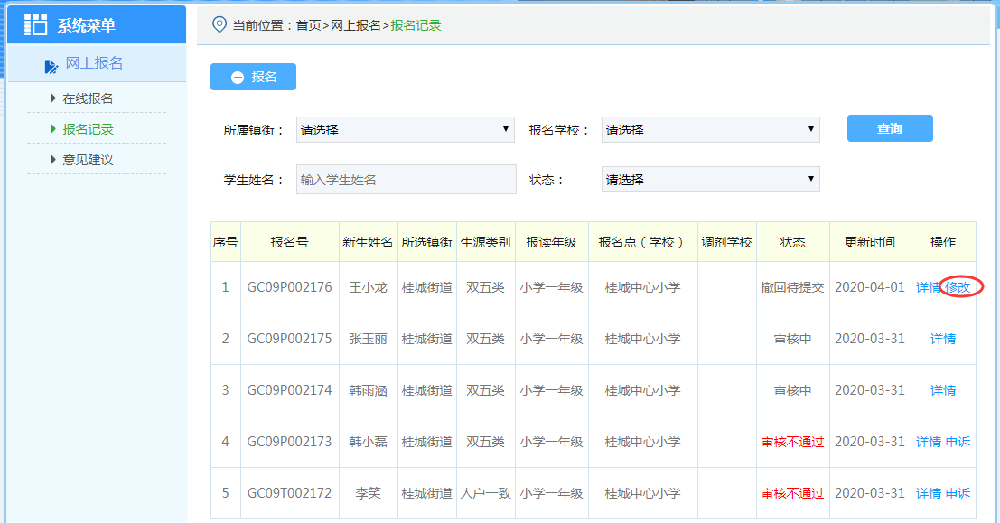 系统菜单
网上报名
在线报名
报名记录
意见建议
当前位置：首页>网上报名>报名记录
报名
所属镇街： 请选择 报名学校： 请选择 查询
学生姓名： 输入学生姓名 状态： 请选择
序号 报名号 新生姓名 所选镇街 生源类别 报读年级 报名点（学校） 调剂学校 状态 更新时间 操作
1 GC09P002176 王小龙 桂城街道 双五类 小学一年级 桂城中心小学 撤回待提交 2020-04-01 详情 修改
2 GC09P002175 张玉丽 桂城街道 双五类 小学一年级 桂城中心小学 审核中 2020-03-31 详情
3 GC09P002174 韩雨涵 桂城街道 双五类 小学一年级 桂城中心小学 审核中 2020-03-31 详情
4 GC09P002173 韩小磊 桂城街道 双五类 小学一年级 桂城中心小学 审核不通过 2020-03-31 详情 申诉
5 GC09T002172 李笑 桂城街道 人户一致 小学一年级 桂城中心小学 审核不通过 2020-03-31 详情 申诉